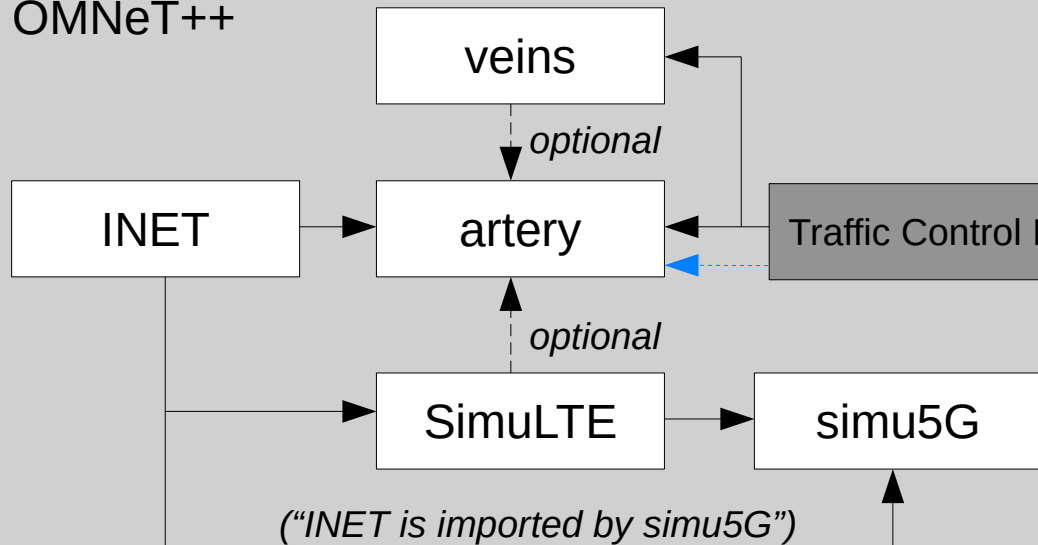 OMNeT++
veins
optional
INET
artery
Traffic Control
optional
SimuLTE
simu5G
(“INET is imported by simu5G”)